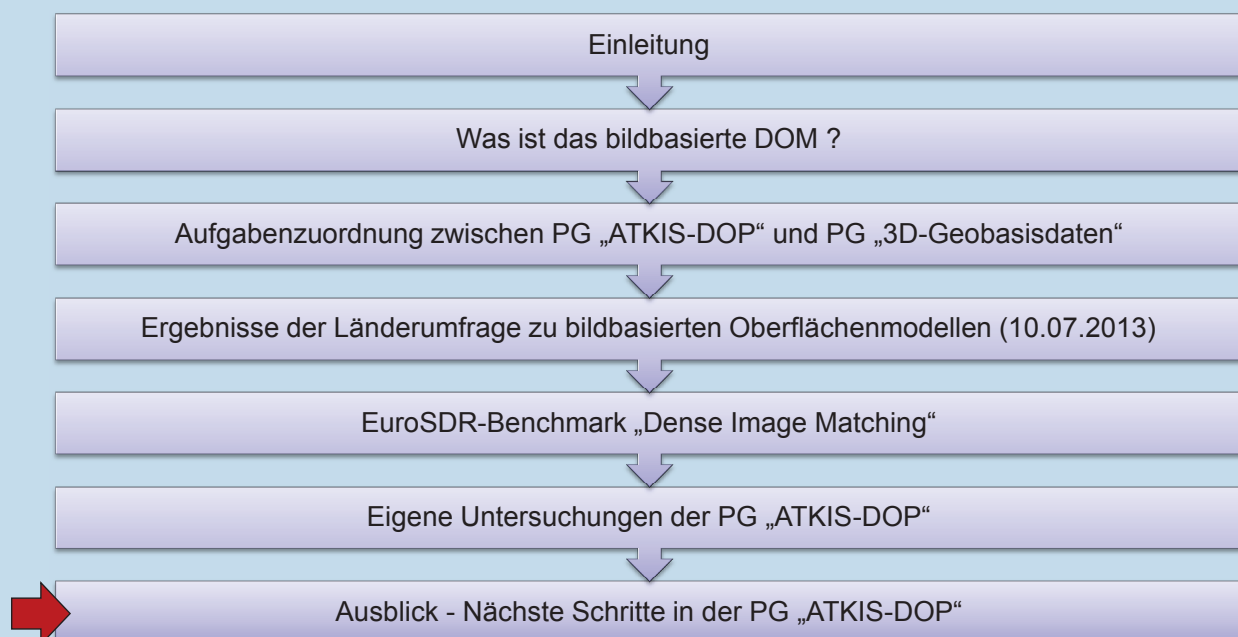 Einleitung
Was ist das bildbasierte DOM ?
Aufgabenzuordnung zwischen PG „ATKIS-DOP“ und PG „3D-Geobasisdaten“
Ergebnisse der Länderumfrage zu bildbasierten Oberflächenmodellen (10.07.2013)
EuroSDR-Benchmark „Dense Image Matching“
Eigene Untersuchungen der PG „ATKIS-DOP“
Ausblick - Nächste Schritte in der PG „ATKIS-DOP“